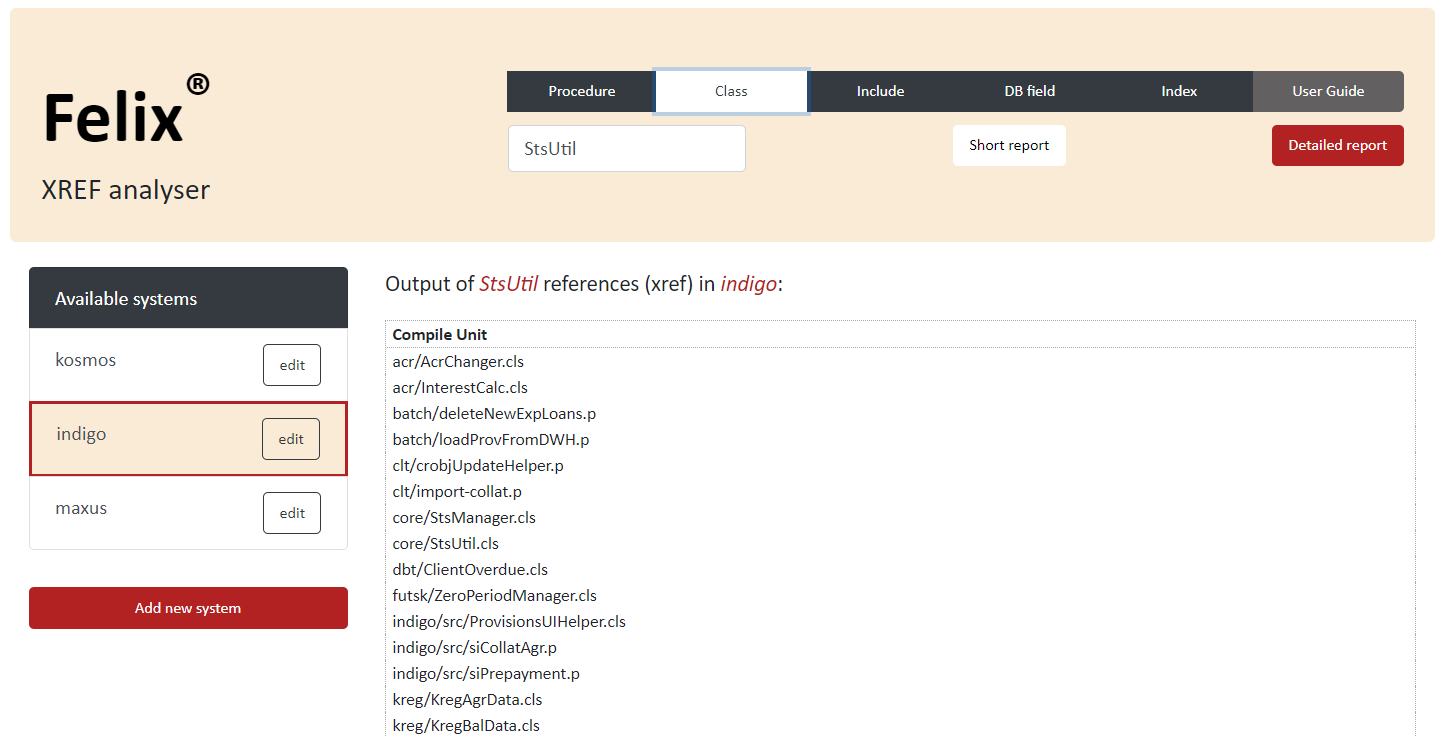 Felix®
XREF analyser
Procedure Class Include DB field Index User Guide
StsUtil Short report Detailed report
Available systems
kosmos edit
indigo edit
maxus edit
Add new system
Output of StsUtil references (xref) in indigo:
Compile Unit
acr/AcrChanger.cls
acr/InterestCalc.cls
batch/deleteNewExpLoans.p
batch/loadProvFromDWH.p
clt/crobjUpdateHelper.p
clt/import-collat.p
core/StsManager.cls
core/StsUtil.cls
dbt/ClientOverdue.cls
futsk/ZeroPeriodManager.cls
indigo/src/ProvisionsUIHelper.cls
indigo/src/siCollatAgr.p
indigo/src/siPrepayment.p
kreg/KregAgrData.cls
kreg/KregBalData.cls